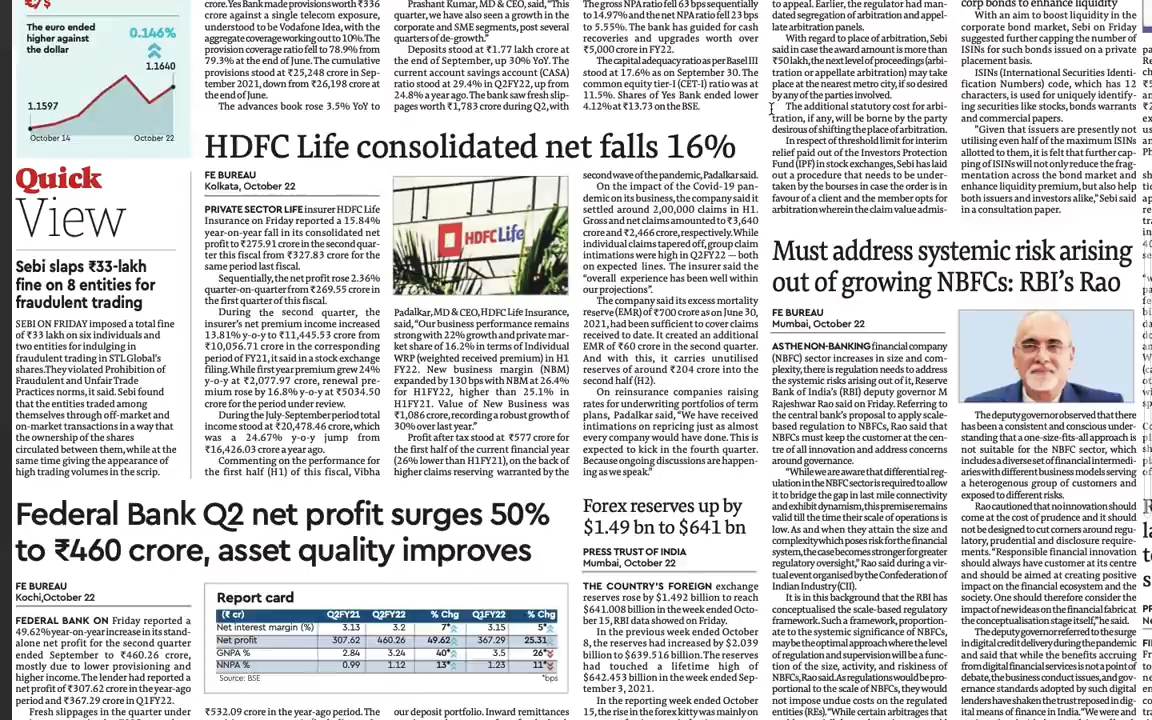 €/$
The euro ended
higher against
the dollar
0.146%
1.1640
1.1597
October 14
October 22
Quick
View
Sebi slaps ₹33-lakh
fine on 8 entities for
fraudulent trading
SEBI ON FRIDAY imposed a total fine
of ₹33 lakh on six individuals and
two entities for indulging in
fraudulent trading in STL Global's
shares.They violated Prohibition of
Fraudulent and Unfair Trade
Practices norms, it said. Sebi found
that the entities traded among
themselves through off-market and
on-market transactions in a way that
the ownership of the shares
circulated between them, while at the
same time giving the appearance of
high trading volumes in the scrip.
crore. Yes Bank made provisions worth ₹336
crore against a single telecom exposure,
understood to be Vodafone Idea, with the
aggregate coverage working out to 10%. The
provision coverage ratio fell to 78.9% from
79.3% at the end of June. The cumulative
provisions stood at ₹25,248 crore in Sep-
tember 2021, down from ₹26,198 crore at
the end of June.
The advances book rose 3.5% YoY to
Prashant Kumar, MD & CEO, said, "This
quarter, we have also seen a growth in the
corporate and SME segments, post several
quarters of de-growth."
Deposits stood at ₹1.77 lakh crore at
the end of September, up 30% YoY. The
current account savings account (CASA)
ratio stood at 29.4% in Q2FY22, up from
24.8% a year ago. The bank saw fresh slip-
pages worth ₹1,783 crore during Q2, with
The gross NPA ratio fell 63 bps sequentially
to 14.97% and the net NPA ratio fell 23 bps
to 5.55%. The bank has guided for cash
recoveries and upgrades worth over
₹5,000 crore in FY22.
The capital adequacy ratio as per Basel III
stood at 17.6% as on September 30. The
common equity tier-I (CET-I) ratio was at
11.5%. Shares of Yes Bank ended lower
4.12% at ₹13.73 on the BSE.
HDFC Life consolidated net falls 16%
FE BUREAU
Kolkata, October 22
PRIVATE SECTOR LIFE insurer HDFC Life
Insurance on Friday reported a 15.84%
year-on-year fall in its consolidated net
profit to ₹275.91 crore in the second quar-
ter this fiscal from ₹327.83 crore for the
same period last fiscal.
Sequentially, the net profit rose 2.36%
quarter-on-quarter from ₹269.55 crore in
the first quarter of this fiscal.
During the second quarter, the
insurer's net premium income increased
13.81% y-o-y to ₹11,445.53 crore from
₹10,056.71 crore in the corresponding
period of FY21, it said in a stock exchange
filing. While first year premium grew 24%
y-o-y at ₹2,077.97 crore, renewal pre-
mium rose by 16.8% y-o-y ₹5034.50
crore for the period under review.
During the July-September period total
income stood at ₹20,478.46 crore, which
was a 24.67% y-o-y jump from
₹16,426.03 crore a year ago.
Commenting on the performance for
the first half (H1) of this fiscal, Vibha
HDFC Life
Padalkar, MD & CEO, HDFC Life Insurance,
said, "Our business performance remains
strong with 22% growth and private mar-
ket share of 16.2% in terms of Individual
WRP (weighted received premium) in H1
FY22. New business margin (NBM)
expanded by 130 bps with NBM at 26.4%
for H1FY22, higher than 25.1% in
H1FY21. Value of New Business was
₹1,086 crore, recording a robust growth of
30% over last year."
Profit after tax stood at ₹577 crore for
the first half of the current financial year
(26% lower than H1FY21), on the back of
higher claims reserving warranted by the
second wave of the pandemic, Padalkar said.
On the impact of the Covid-19 pan-
demic on its business, the company said it
settled around 2,00,000 claims in H1.
Gross and net claims amounted to ₹3,640
crore and ₹2,466 crore, respectively. While
individual claims tapered off, group claim
intimations were high in Q2FY22 — both
on expected lines. The insurer said the
"overall experience has been well within
our projections".
The company said its excess mortality
reserve (EMR) of ₹700 crore as on June 30,
2021, had been sufficient to cover claims
received to date. It created an additional
EMR of ₹60 crore in the second quarter.
And with this, it carries unutilised
reserves of around ₹204 crore into the
second half (H2).
On reinsurance companies raising
rates for underwriting portfolios of term
plans, Padalkar said, "We have received
intimations on repricing just as almost
every company would have done. This is
expected to kick in the fourth quarter.
Because ongoing discussions are happen-
ing as we speak."
to appeal. Earlier, the regulator had man-
dated segregation of arbitration and appel-
late arbitration panels.
With regard to place of arbitration, Sebi
said in case the award amount is more than
₹50 lakh, the next level of proceedings (arbi-
tration or appellate arbitration) may take
place at the nearest metro city, if so desired
by any of the parties involved.
The additional statutory cost for arbi-
tration, if any, will be borne by the party
desirous of shifting the place of arbitration.
In respect of threshold limit for interim
relief paid out of the Investors Protection
Fund (IPF) in stock exchanges, Sebi has laid
out a procedure that needs to be under-
taken by the bourses in case the order is in
favour of a client and the member opts for
arbitration wherein the claim value admis-
corp bonds to enhance liquidity
With an aim to boost liquidity in the
corporate bond market, Sebi on Friday
suggested further capping the number of
ISINs for such bonds issued on a private
placement basis.
ISINs (International Securities Identi-
fication Numbers) code, which has 12
characters, is used for uniquely identify-
ing securities like stocks, bonds warrants
and commercial papers.
"Given that issuers are presently not
utilising even half of the maximum ISINs
allotted to them, it is felt that further cap-
ping of ISINs will not only reduce the frag-
mentation across the bond market and
enhance liquidity premium, but also help
both issuers and investors alike," Sebi said
in a consultation paper.
Must address systemic risk arising
out of growing NBFCs: RBI's Rao
FE BUREAU
Mumbai, October 22
AS THE NON-BANKING financial company
(NBFC) sector increases in size and com-
plexity, there is regulation needs to address
the systemic risks arising out of it, Reserve
Bank of India's (RBI) deputy governor M
Rajeshwar Rao said on Friday. Referring to
the central bank's proposal to apply scale-
based regulation to NBFCs, Rao said that
NBFCs must keep the customer at the cen-
tre of all innovation and address concerns
around governance.
"While we are aware that differential reg-
ulation in the NBFC sector is required to allow
it to bridge the gap in last mile connectivity
and exhibit dynamism, this premise remains
valid till the time their scale of operations is
low. As and when they attain the size and
complexity which poses risk for the financial
system, the case becomes stronger for greater
regulatory oversight," Rao said during a vir-
tual event organised by the Confederation of
Indian Industry (CII).
It is in this background that the RBI has
conceptualised the scale-based regulatory
framework. Such a framework, proportion-
ate to the systemic significance of NBFCs,
may be the optimal approach where the level
of regulation and supervision will be a func-
tion of the size, activity, and riskiness of
NBFCs, Rao said. As regulations would be pro-
portional to the scale of NBFCs, they would
not impose undue costs on the regulated
entities (REs). "While certain arbitrages that
The deputy governor observed that there
has been a consistent and conscious under-
standing that a one-size-fits-all approach is
not suitable for the NBFC sector, which
includes a diverse set of financial intermedi-
aries with different business models serving
a heterogenous group of customers and
exposed to different risks.
Rao cautioned that no innovation should
come at the cost of prudence and it should
not be designed to cut corners around regu-
latory, prudential and disclosure require-
ments. "Responsible financial innovation
should always have customer at its centre
and should be aimed at creating positive
impact on the financial ecosystem and the
society. One should therefore consider the
impact of new ideas on the financial fabric at
the conceptualisation stage itself," he said.
The deputy governor referred to the surge
in digital credit delivery during the pandemic
and said that while the benefits accruing
from digital financial services is not a point of
debate, the business conduct issues, and gov-
ernance standards adopted by such digital
lenders have shaken the trust reposed in dig-
ital means of finance in India. "We were and
Federal Bank Q2 net profit surges 50%
to ₹460 crore, asset quality improves
FE BUREAU
Kochi,October 22
FEDERAL BANK ON Friday reported a
49.62% year-on-year increase in its stand-
alone net profit for the second quarter
ended September to ₹460.26 crore,
mostly due to lower provisioning and
higher income. The lender had reported a
net profit of ₹307.62 crore in the year-ago
period and ₹367.29 crore in Q1FY22.
Fresh slippages in the quarter under
Report card
(₹ cr) Q2FY21 Q2FY22 % Chg Q1FY22 % Chg
Net interest margin (%) 3.13 3.2 7* 3.15 5*
Net profit 307.62 460.26 49.62 367.29 25.31
GNPA % 2.84 3.24 40* 3.5 26*
NNPA % 0.99 1.12 13* 1.23 11*
Source: BSE *bps
₹532.09 crore in the year-ago period. The
our deposit portfolio. Inward remittances
Forex reserves up by
$1.49 bn to $641 bn
PRESS TRUST OF INDIA
Mumbai, October 22
THE COUNTRY'S FOREIGN exchange
reserves rose by $1.492 billion to reach
$641.008 billion in the week ended Octo-
ber 15, RBI data showed on Friday.
In the previous week ended October
8, the reserves had increased by $2.039
billion to $639.516 billion. The reserves
had touched a lifetime high of
$642.453 billion in the week ended Sep-
tember 3, 2021.
In the reporting week ended October
15, the rise in the forex kitty was mainly on